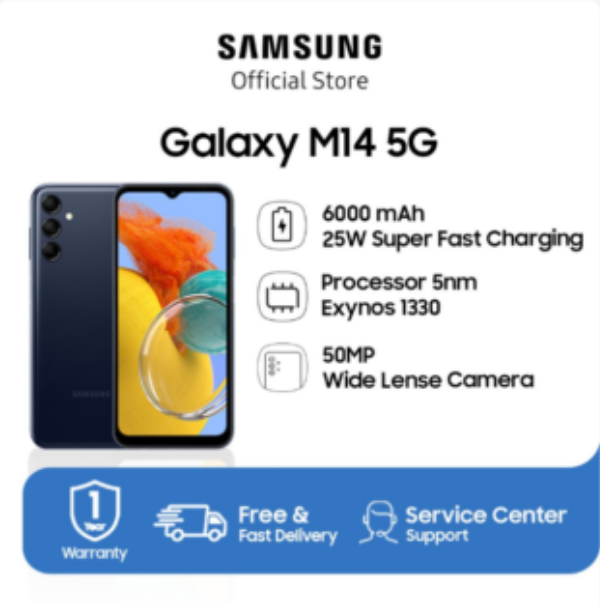 SAMSUNG
Official Store
Galaxy M14 5G
6000 mAh
25W Super Fast Charging
Processor 5nm
Exynos 1330
50MP
Wide Lense Camera
SAMSUNG
1
Year
Warranty
Free &
Fast Delivery
Service Center
Support